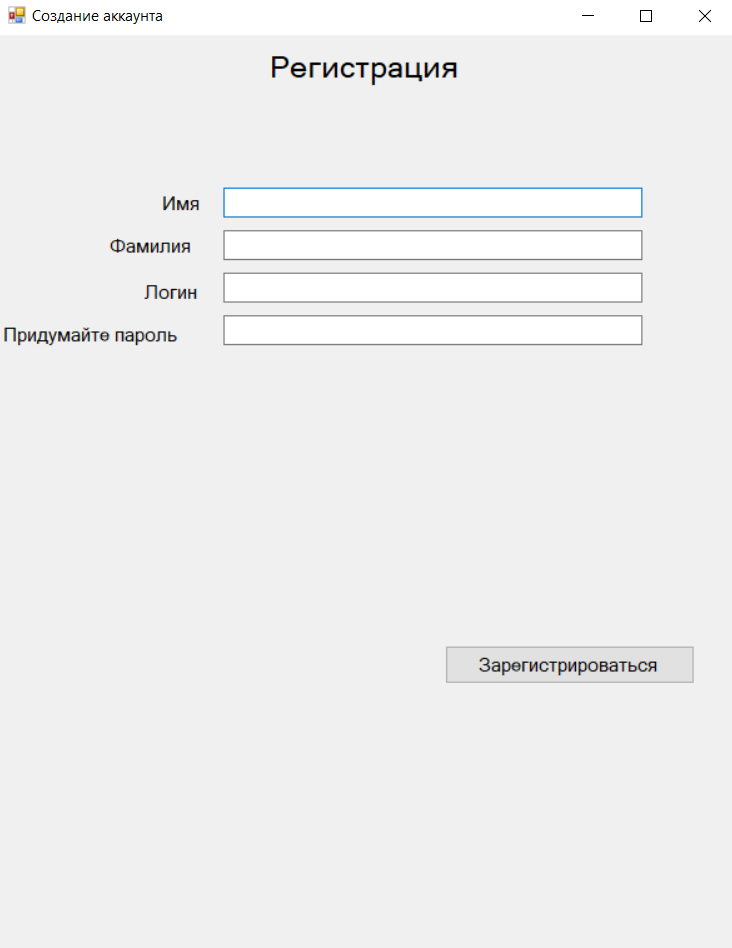 Создание аккаунта
Регистрация
Имя
Фамилия
Логин
Придумайте пароль
Зарегистрироваться